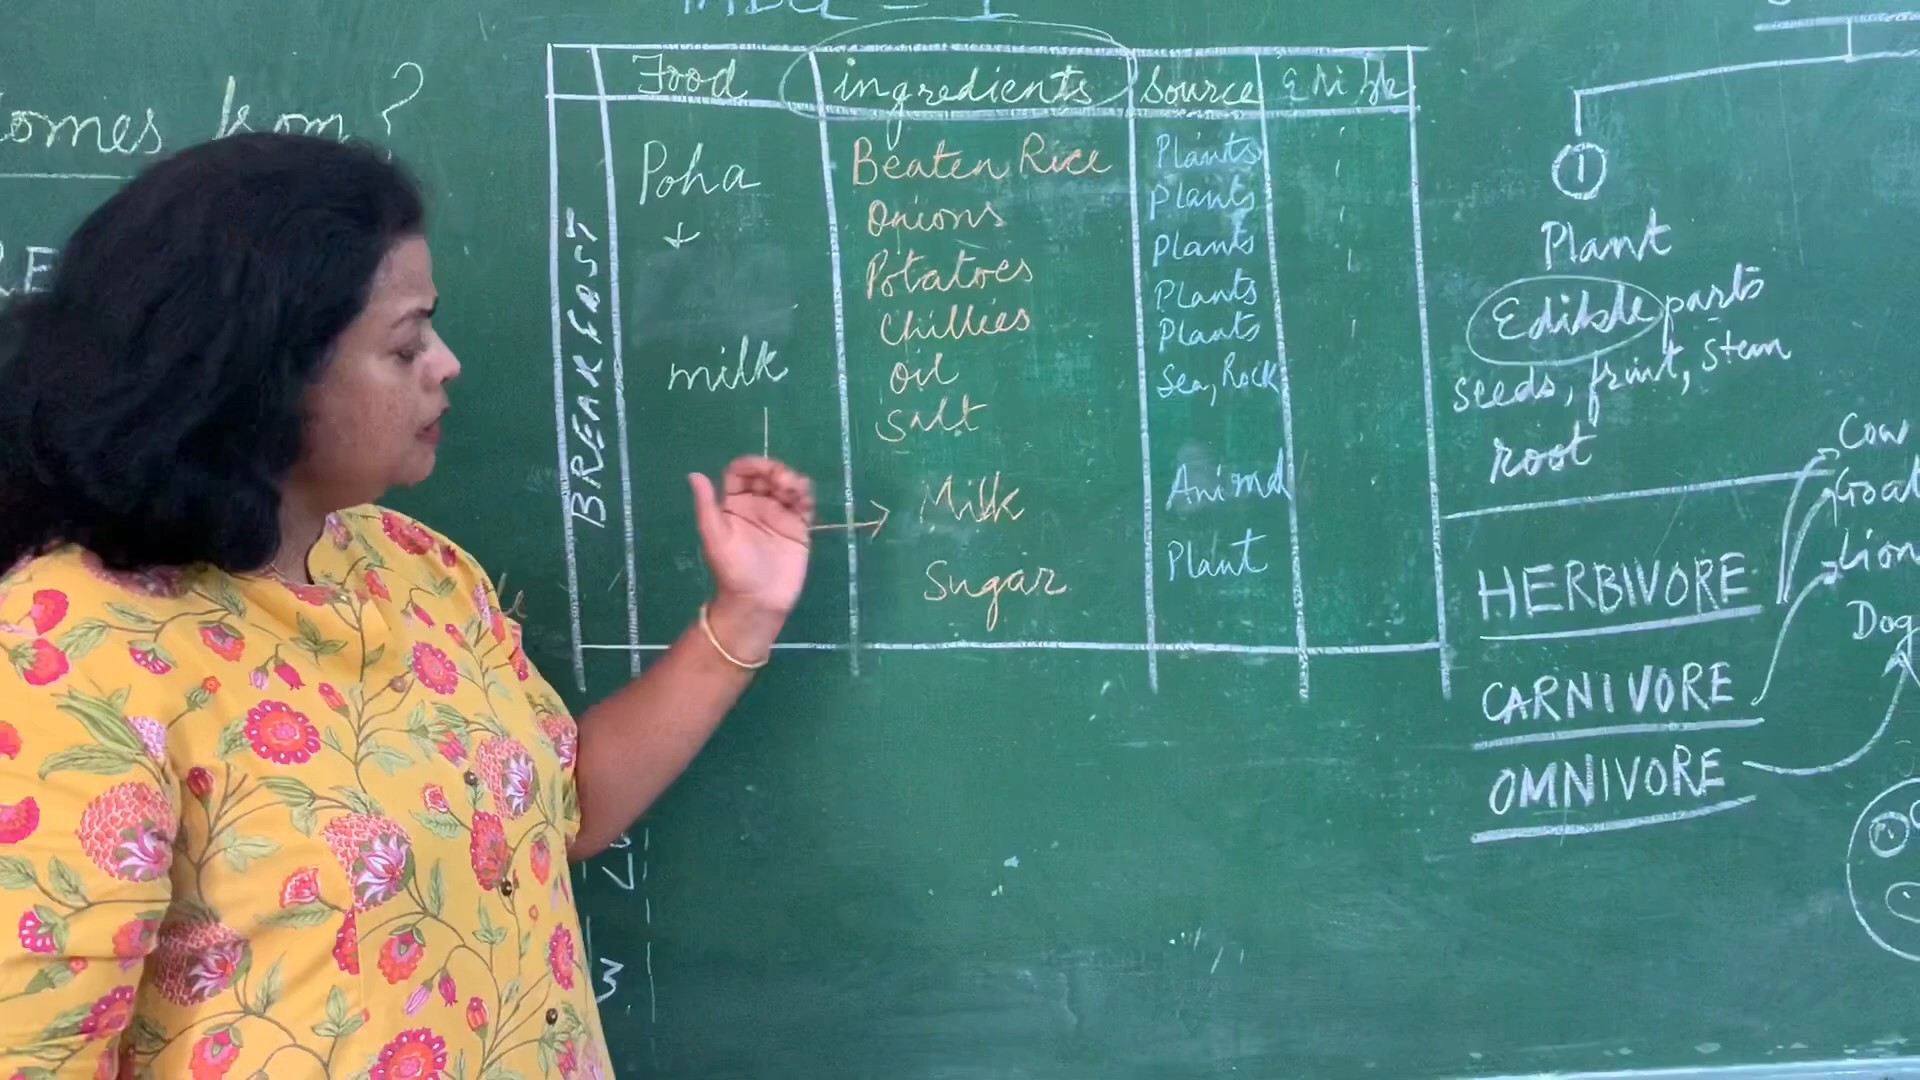 TABLE - 1
comes from?
Food ingredients Source Edible
BREAKFAST
Poha Beaten Rice Plants
+ Onions Plants
Potatoes Plants
Chillies Plants
milk Oil Plants
Salt Sea, Rock
Milk Animal
Sugar Plant
1
Plant
Edible parts
seeds, fruit, stem
root
HERBIVORE
CARNIVORE
OMNIVORE
Cow
Goat
Lion
Dog